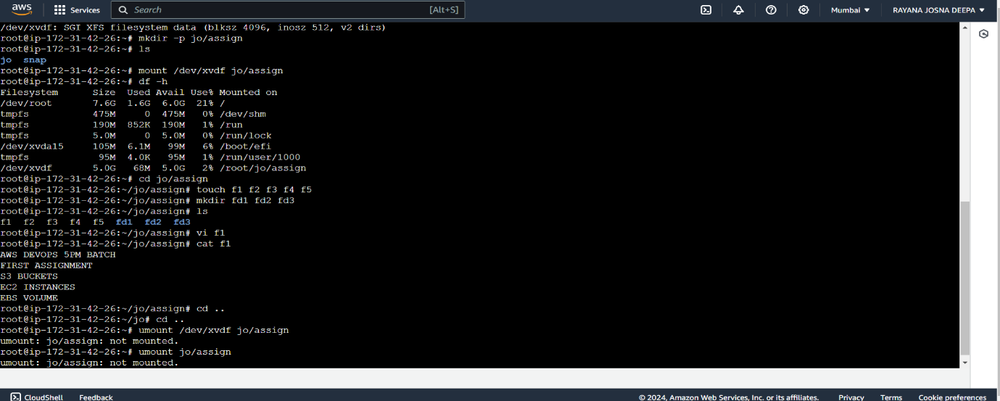 aws Services Search [Alt+S] Mumbai RAYANA JOSNA DEEPA
/dev/xvdf: SGI XFS filesystem data (blksz 4096, inosz 512, v2 dirs)
root@ip-172-31-42-26:~# mkdir -p jo/assign
root@ip-172-31-42-26:~# ls
jo  snap
root@ip-172-31-42-26:~# mount /dev/xvdf jo/assign
root@ip-172-31-42-26:~# df -h
Filesystem      Size  Used Avail Use% Mounted on
/dev/root       7.6G  1.6G  6.0G  21% /
tmpfs           475M     0  475M   0% /dev/shm
tmpfs           190M  852K  190M   1% /run
tmpfs           5.0M     0  5.0M   0% /run/lock
/dev/xvda15     105M  6.1M   99M   6% /boot/efi
tmpfs            95M  4.0K   95M   1% /run/user/1000
/dev/xvdf       5.0G   68M  5.0G   2% /root/jo/assign
root@ip-172-31-42-26:~# cd jo/assign
root@ip-172-31-42-26:~/jo/assign# touch f1 f2 f3 f4 f5
root@ip-172-31-42-26:~/jo/assign# mkdir fd1 fd2 fd3
root@ip-172-31-42-26:~/jo/assign# ls
f1  f2  f3  f4  f5  fd1  fd2  fd3
root@ip-172-31-42-26:~/jo/assign# vi f1
root@ip-172-31-42-26:~/jo/assign# cat f1
AWS DEVOPS 5PM BATCH
FIRST ASSIGNMENT
S3 BUCKETS
EC2 INSTANCES
EBS VOLUME
root@ip-172-31-42-26:~/jo/assign# cd ..
root@ip-172-31-42-26:~/jo# cd ..
root@ip-172-31-42-26:~# umount /dev/xvdf jo/assign
umount: jo/assign: not mounted.
root@ip-172-31-42-26:~# umount jo/assign
umount: jo/assign: not mounted.
CloudShell Feedback © 2024, Amazon Web Services, Inc. or its affiliates. Privacy Terms Cookie preferences